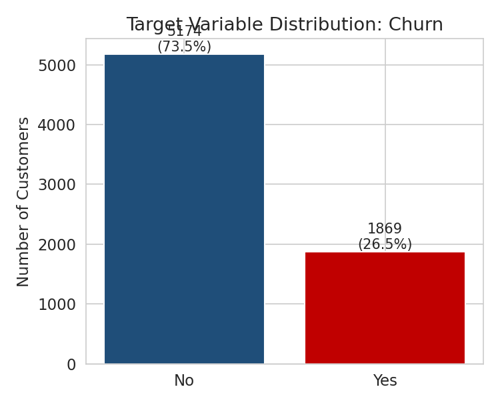 Target Variable Distribution: Churn
5174
(73.5%)
1869
(26.5%)
Number of Customers
5000
4000
3000
2000
1000
0
No
Yes